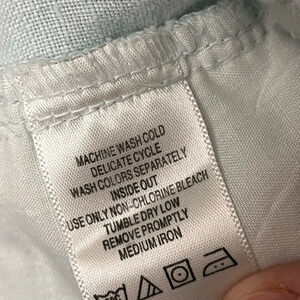 MACHINE WASH COLD
DELICATE CYCLE
WASH COLORS SEPARATELY
INSIDE OUT
USE ONLY NON-CHLORINE BLEACH
TUMBLE DRY LOW
REMOVE PROMPTLY
MEDIUM IRON